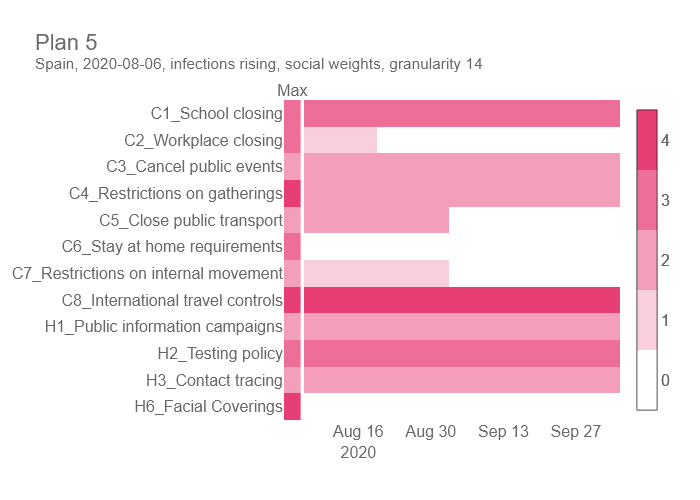 Plan 5
Spain, 2020-08-06, infections rising, social weights, granularity 14
Max
C1_School closing
C2_Workplace closing
C3_Cancel public events
C4_Restrictions on gatherings
C5_Close public transport
C6_Stay at home requirements
C7_Restrictions on internal movement
C8_International travel controls
H1_Public information campaigns
H2_Testing policy
H3_Contact tracing
H6_Facial Coverings
4
3
2
1
0
Aug 16 Aug 30 Sep 13 Sep 27
2020